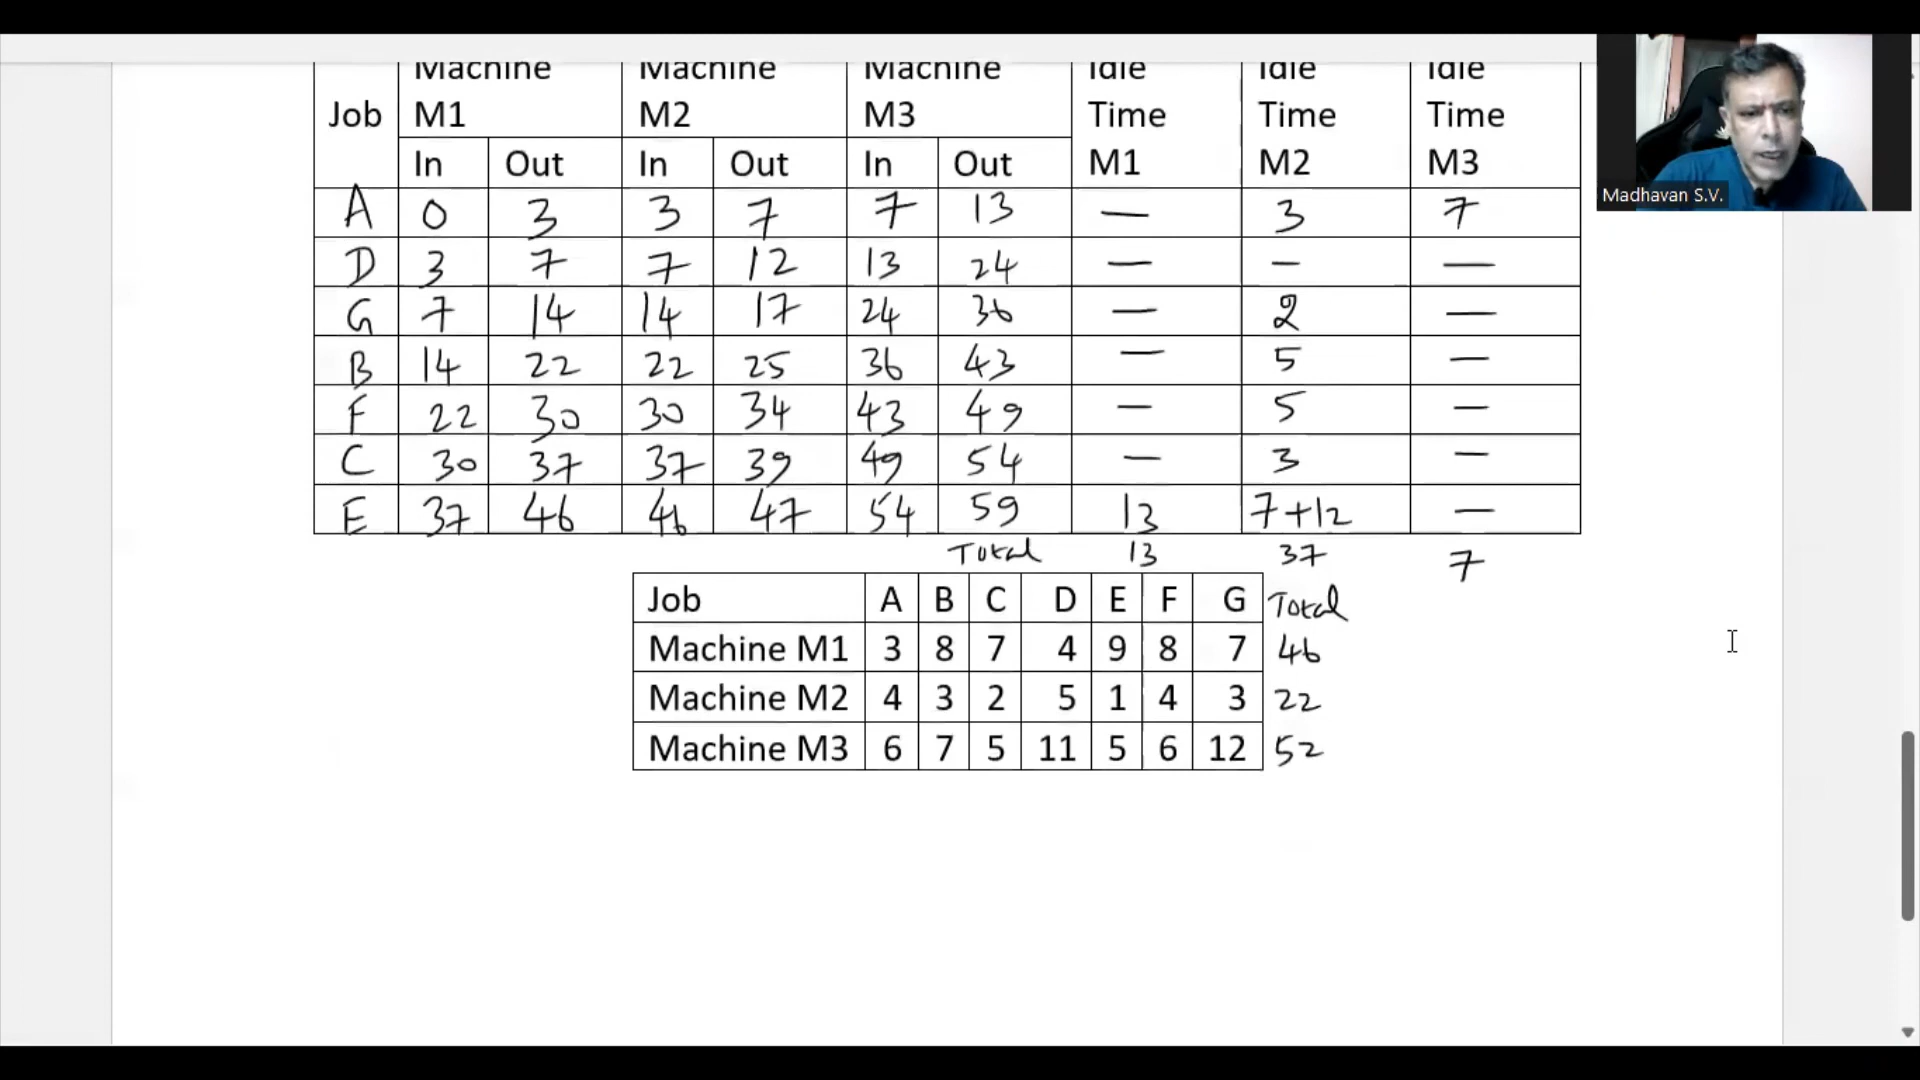 Machine Machine Machine Idle Idle Idle
Job M1 M2 M3 Time Time Time
In Out In Out In Out M1 M2 M3
A 0 3 3 7 7 13 — 3 7
D 3 7 7 12 13 24 — – —
G 7 14 14 17 24 36 — 2 —
B 14 22 22 25 36 43 — 5 —
F 22 30 30 34 43 49 — 5 —
C 30 37 37 39 49 54 — 3 —
E 37 46 46 47 54 59 13 7+12 —
Total 13 37 7
Job A B C D E F G Total
Machine M1 3 8 7 4 9 8 7 46
Machine M2 4 3 2 5 1 4 3 22
Machine M3 6 7 5 11 5 6 12 52
Madhavan S.V.